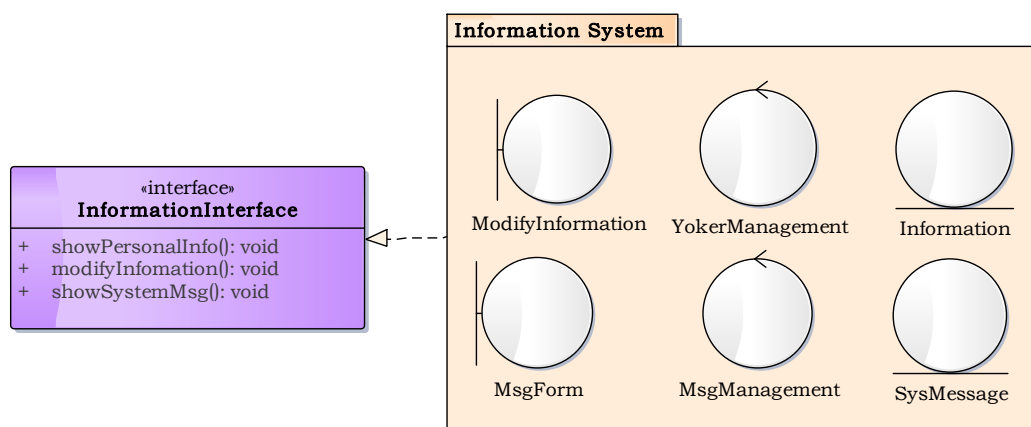 Information System
«interface»
InformationInterface
+ showPersonalInfo(): void
+ modifyInfomation(): void
+ showSystemMsg(): void
ModifyInformation
YokerManagement
Information
MsgForm
MsgManagement
SysMessage